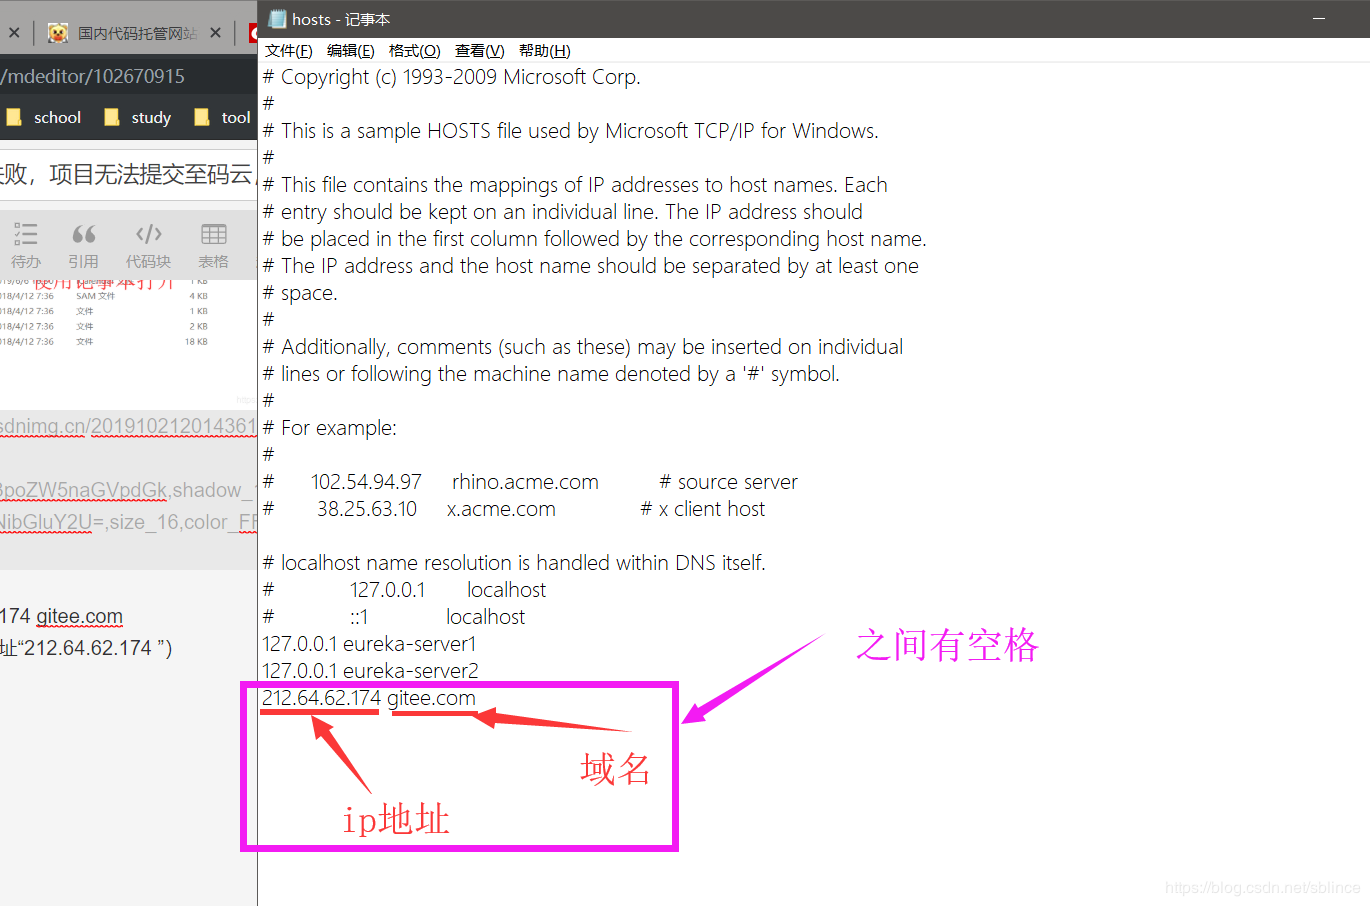 hosts - 记事本
国内代码托管网站
/mdeditor/102670915
school study tool
失败，项目无法提交至码云
待办 引用 代码块 表格
使用记事本打开
018/4/12 7:36 SAM 文件 4 KB
018/4/12 7:36 文件 1 KB
018/4/12 7:36 文件 2 KB
018/4/12 7:36 文件 18 KB
sdnimg.cn/201910212014361
3poZW5naGVpdGk,shadow_
NibGluY2U=,size_16,color_FF
174 gitee.com
址“212.64.62.174 ”)
文件(F) 编辑(E) 格式(O) 查看(V) 帮助(H)
# Copyright (c) 1993-2009 Microsoft Corp.
#
# This is a sample HOSTS file used by Microsoft TCP/IP for Windows.
#
# This file contains the mappings of IP addresses to host names. Each
# entry should be kept on an individual line. The IP address should
# be placed in the first column followed by the corresponding host name.
# The IP address and the host name should be separated by at least one
# space.
#
# Additionally, comments (such as these) may be inserted on individual
# lines or following the machine name denoted by a '#' symbol.
#
# For example:
#
# 102.54.94.97 rhino.acme.com # source server
# 38.25.63.10 x.acme.com # x client host
# localhost name resolution is handled within DNS itself.
# 127.0.0.1 localhost
# ::1 localhost
127.0.0.1 eureka-server1
127.0.0.1 eureka-server2
212.64.62.174 gitee.com
之间有空格
域名
ip地址
https://blog.csdn.net/sblince